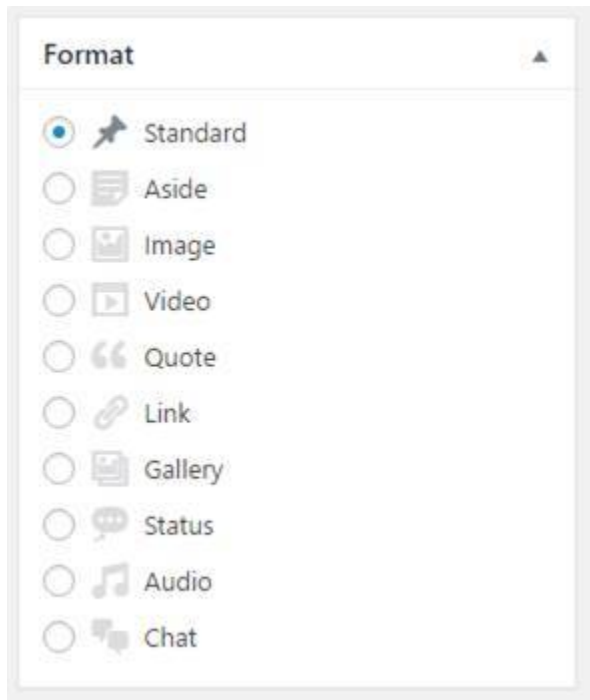 Format
Standard
Aside
Image
Video
Quote
Link
Gallery
Status
Audio
Chat